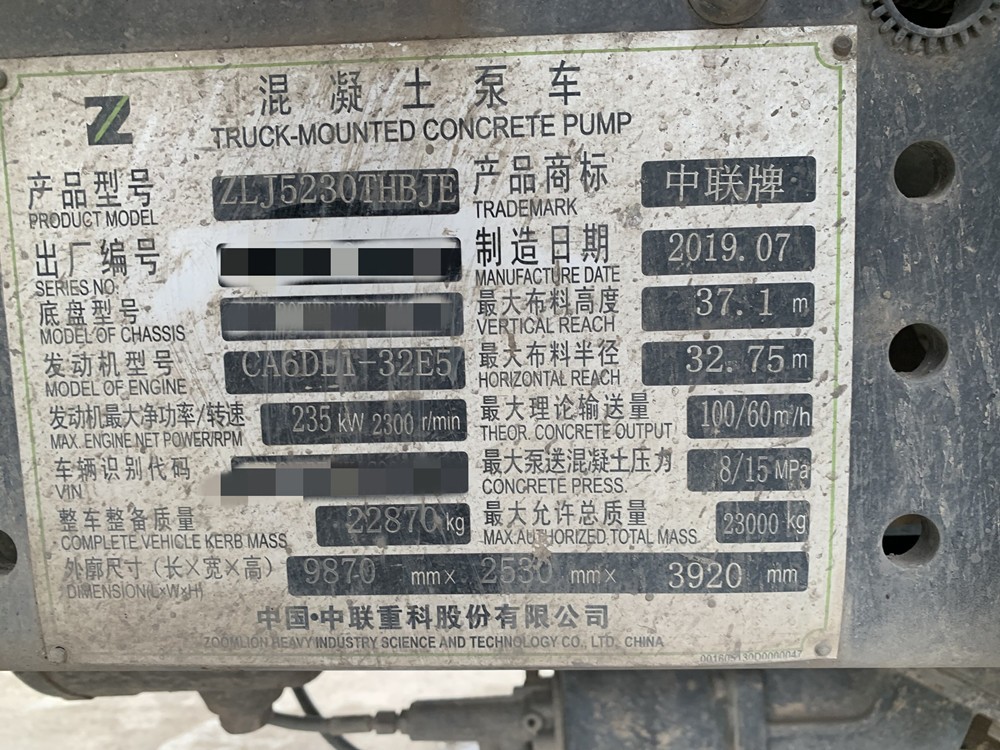 混凝土泵车
TRUCK-MOUNTED CONCRETE PUMP
产品型号 ZLJ5230THBJE 产品商标 中联牌
PRODUCT MODEL TRADEMARK
出厂编号 制造日期 2019.07
SERIES NO. MANUFACTURE DATE
底盘型号 最大布料高度 37.1 m
MODEL OF CHASSIS VERTICAL REACH
发动机型号 CA6DL1-32E5 最大布料半径 32.75 m
MODEL OF ENGINE HORIZONTAL REACH
发动机最大净功率/转速 235 kW 2300 r/min 最大理论输送量 100/60 m³/h
MAX. ENGINE NET POWER/RPM THEOR. CONCRETE OUTPUT
车辆识别代码 最大泵送混凝土压力 8/15 MPa
VIN CONCRETE PRESS.
整车整备质量 22870 kg 最大允许总质量 23000 kg
COMPLETE VEHICLE KERB MASS MAX.AUTHORIZED TOTAL MASS
外廓尺寸(长×宽×高) 9870 mm× 2530 mm× 3920 mm
DIMENSION(L×W×H)
中国·中联重科股份有限公司
ZOOMLION HEAVY INDUSTRY SCIENCE AND TECHNOLOGY CO., LTD. CHINA